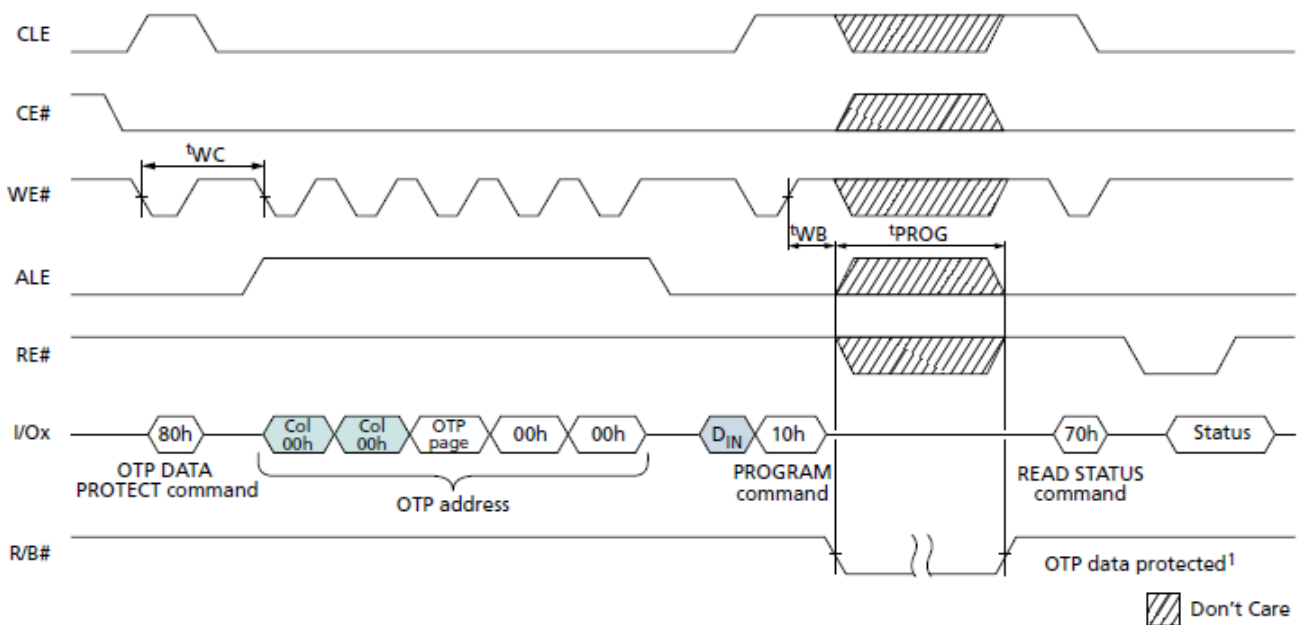 CLE
CE#
tWC
WE#
tWB
tPROG
ALE
RE#
I/Ox
80h
Col
00h
Col
00h
OTP
page
00h
00h
DIN
10h
70h
Status
OTP DATA
PROTECT command
OTP address
PROGRAM
command
READ STATUS
command
R/B#
OTP data protected1
Don't Care